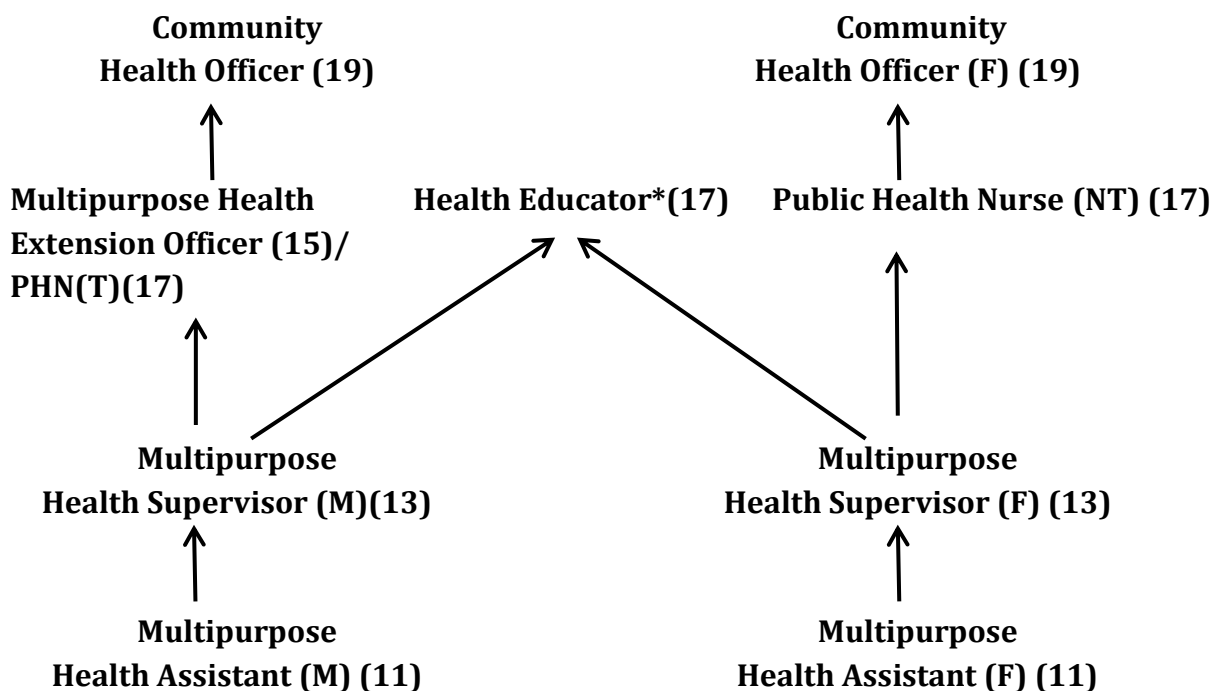 Community
Health Officer (19)
Community
Health Officer (F) (19)
Multipurpose Health
Extension Officer (15)/
PHN(T)(17)
Health Educator*(17)
Public Health Nurse (NT) (17)
Multipurpose
Health Supervisor (M)(13)
Multipurpose
Health Supervisor (F) (13)
Multipurpose
Health Assistant (M) (11)
Multipurpose
Health Assistant (F) (11)